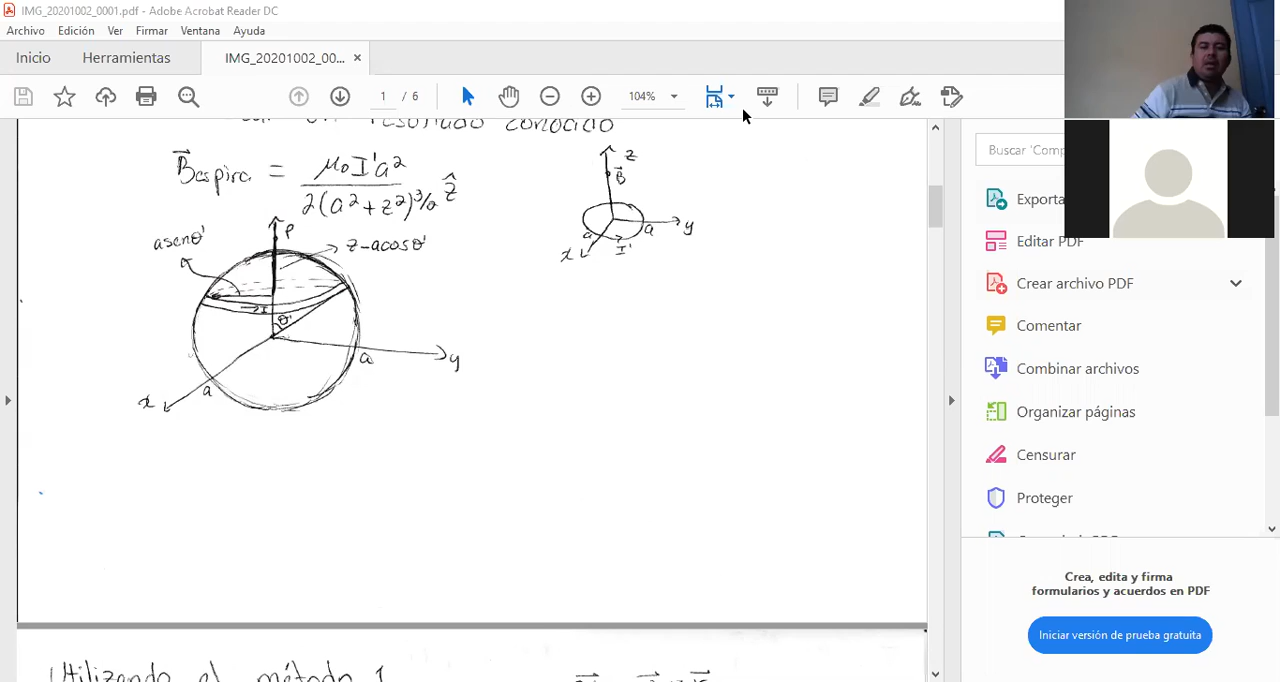 IMG_20201002_0001.pdf - Adobe Acrobat Reader DC
Archivo Edición Ver Firmar Ventana Ayuda
Inicio Herramientas IMG_20201002_00... ×
1 / 6 104%
resultado conocido
B⃗espira = μ₀I'a² / 2(a²+z²)^3/2 ẑ
z
B⃗
a
a
y
x
I'
P
asenθ'
z-acosθ'
I
θ'
a
y
x
a
Utilizando el método 1
Buscar 'Comp
Exporta
Editar PDF
Crear archivo PDF
Comentar
Combinar archivos
Organizar páginas
Censurar
Proteger
Crea, edita y firma
formularios y acuerdos en PDF
Iniciar versión de prueba gratuita